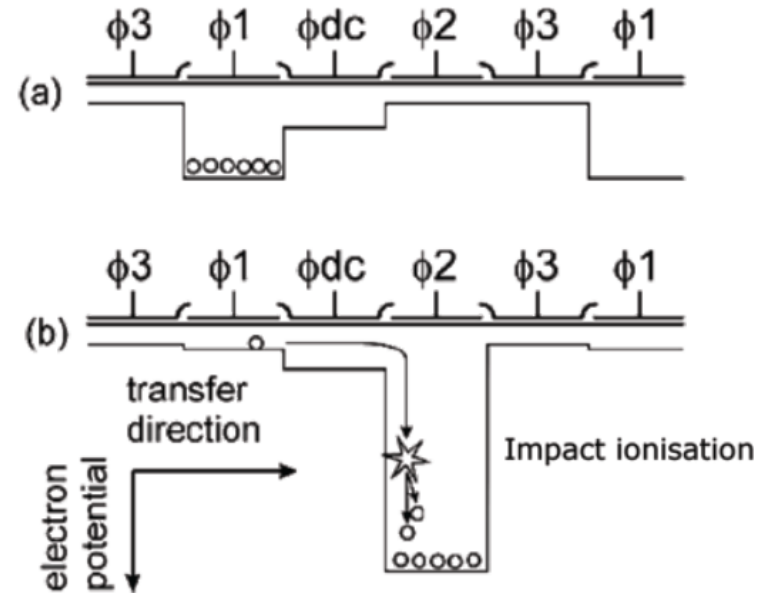 ϕ3 ϕ1 ϕdc ϕ2 ϕ3 ϕ1
(a)
ϕ3 ϕ1 ϕdc ϕ2 ϕ3 ϕ1
(b)
transfer
direction
Impact ionisation
electron
potential